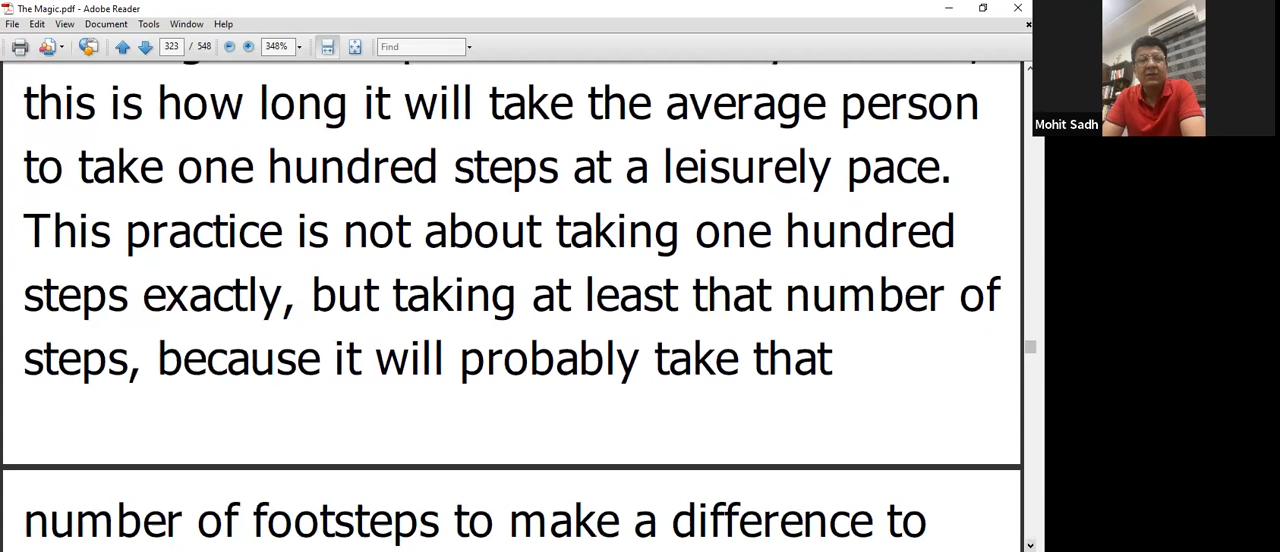 The Magic.pdf - Adobe Reader
File Edit View Document Tools Window Help
323 / 548 348% Find
this is how long it will take the average person
to take one hundred steps at a leisurely pace.
This practice is not about taking one hundred
steps exactly, but taking at least that number of
steps, because it will probably take that
number of footsteps to make a difference to
Mohit Sadh